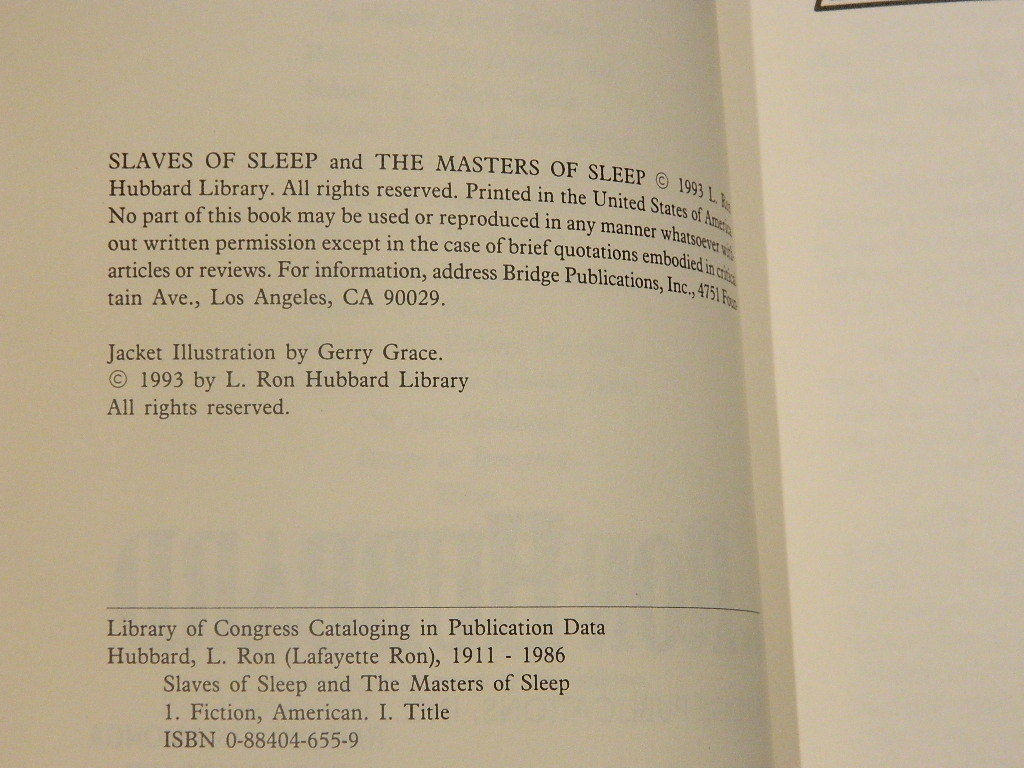 SLAVES OF SLEEP and THE MASTERS OF SLEEP © 1993 L. Ron
Hubbard Library. All rights reserved. Printed in the United States of America.
No part of this book may be used or reproduced in any manner whatsoever with-
out written permission except in the case of brief quotations embodied in critical
articles or reviews. For information, address Bridge Publications, Inc., 4751 Foun-
tain Ave., Los Angeles, CA 90029.
Jacket Illustration by Gerry Grace.
© 1993 by L. Ron Hubbard Library
All rights reserved.
Library of Congress Cataloging in Publication Data
Hubbard, L. Ron (Lafayette Ron), 1911 - 1986
Slaves of Sleep and The Masters of Sleep
1. Fiction, American. I. Title
ISBN 0-88404-655-9